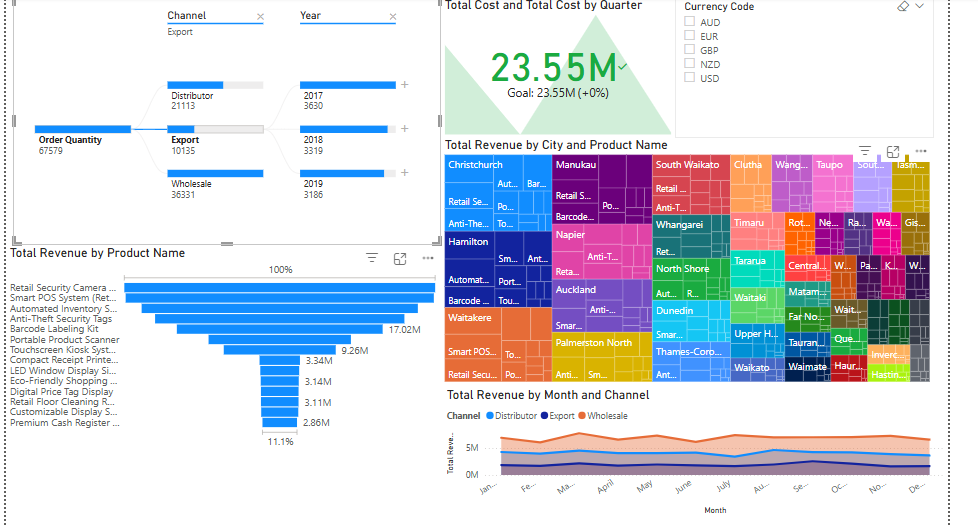 Channel
Export
Year
Distributor
21113
Order Quantity
67579
Export
10135
Wholesale
36331
2017
3630
2018
3319
2019
3186
Total Cost and Total Cost by Quarter
23.55M
Goal: 23.55M (+0%)
Currency Code
AUD
EUR
GBP
NZD
USD
Total Revenue by Product Name
100%
Retail Security Camera ...
Smart POS System (Ret...
Automated Inventory S...
Anti-Theft Security Tags
Barcode Labeling Kit
17.02M
Portable Product Scanner
Touchscreen Kiosk Syst...
9.26M
Compact Receipt Printe...
3.34M
LED Window Display Si...
Eco-Friendly Shopping ...
3.14M
Digital Price Tag Display
Retail Floor Cleaning R...
3.11M
Customizable Display S...
Premium Cash Register ...
2.86M
11.1%
Total Revenue by City and Product Name
Christchurch
Aut...
Bar...
Retail Se...
Po...
Anti-The...
To...
Hamilton
Sm...
Ant...
Automat...
Port...
Barcode ...
Tou...
Waitakere
Smart POS...
To...
Retail Secu...
Po...
Manukau
Retail S...
Po...
Barcode...
Napier
Anti-T...
Reta...
Auckland
Anti-...
Smar...
Palmerston North
Anti...
Sm...
South Waikato
Retail ...
Anti-T...
Whangarei
Ret...
North Shore
Aut...
R...
Dunedin
Smar...
Thames-Coro...
Ant...
Clutha
Wang...
Taupo
Sout...
Tasm...
Timaru
Rot...
Ne...
Ra...
Wa...
Gis...
Tararua
Central...
W...
Pa...
K...
W...
Waitaki
Matam...
Wait...
Far No...
Upper H...
Tauran...
Que...
Inverc...
Waikato
Waimate
Haur...
Hastin...
Total Revenue by Month and Channel
Channel
Distributor
Export
Wholesale
Total Reve...
5M
0M
Jan...
Fe...
Ma...
April
May
June
July
Au...
Se...
Oc...
No...
De...
Month